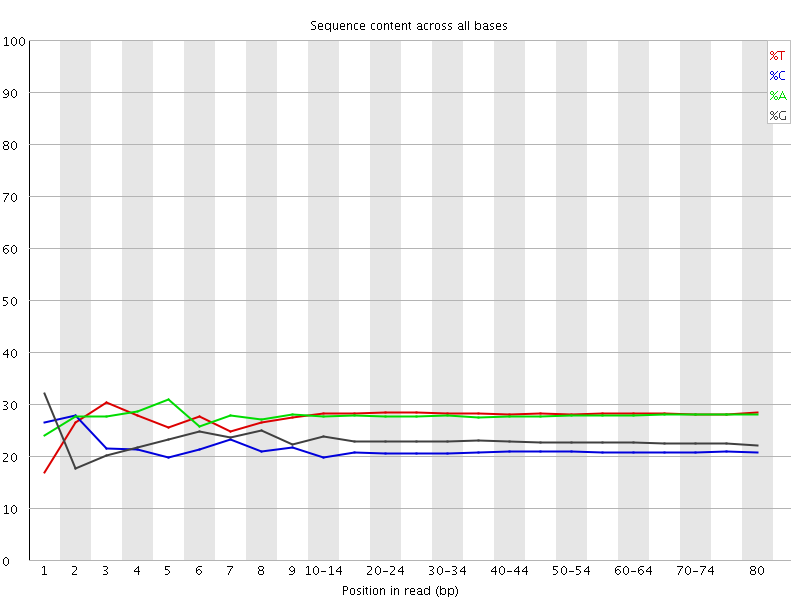 Sequence content across all bases
100
90
80
70
60
50
40
30
20
10
0
%T
%C
%A
%G
1 2 3 4 5 6 7 8 9 10-14 20-24 30-34 40-44 50-54 60-64 70-74 80
Position in read (bp)